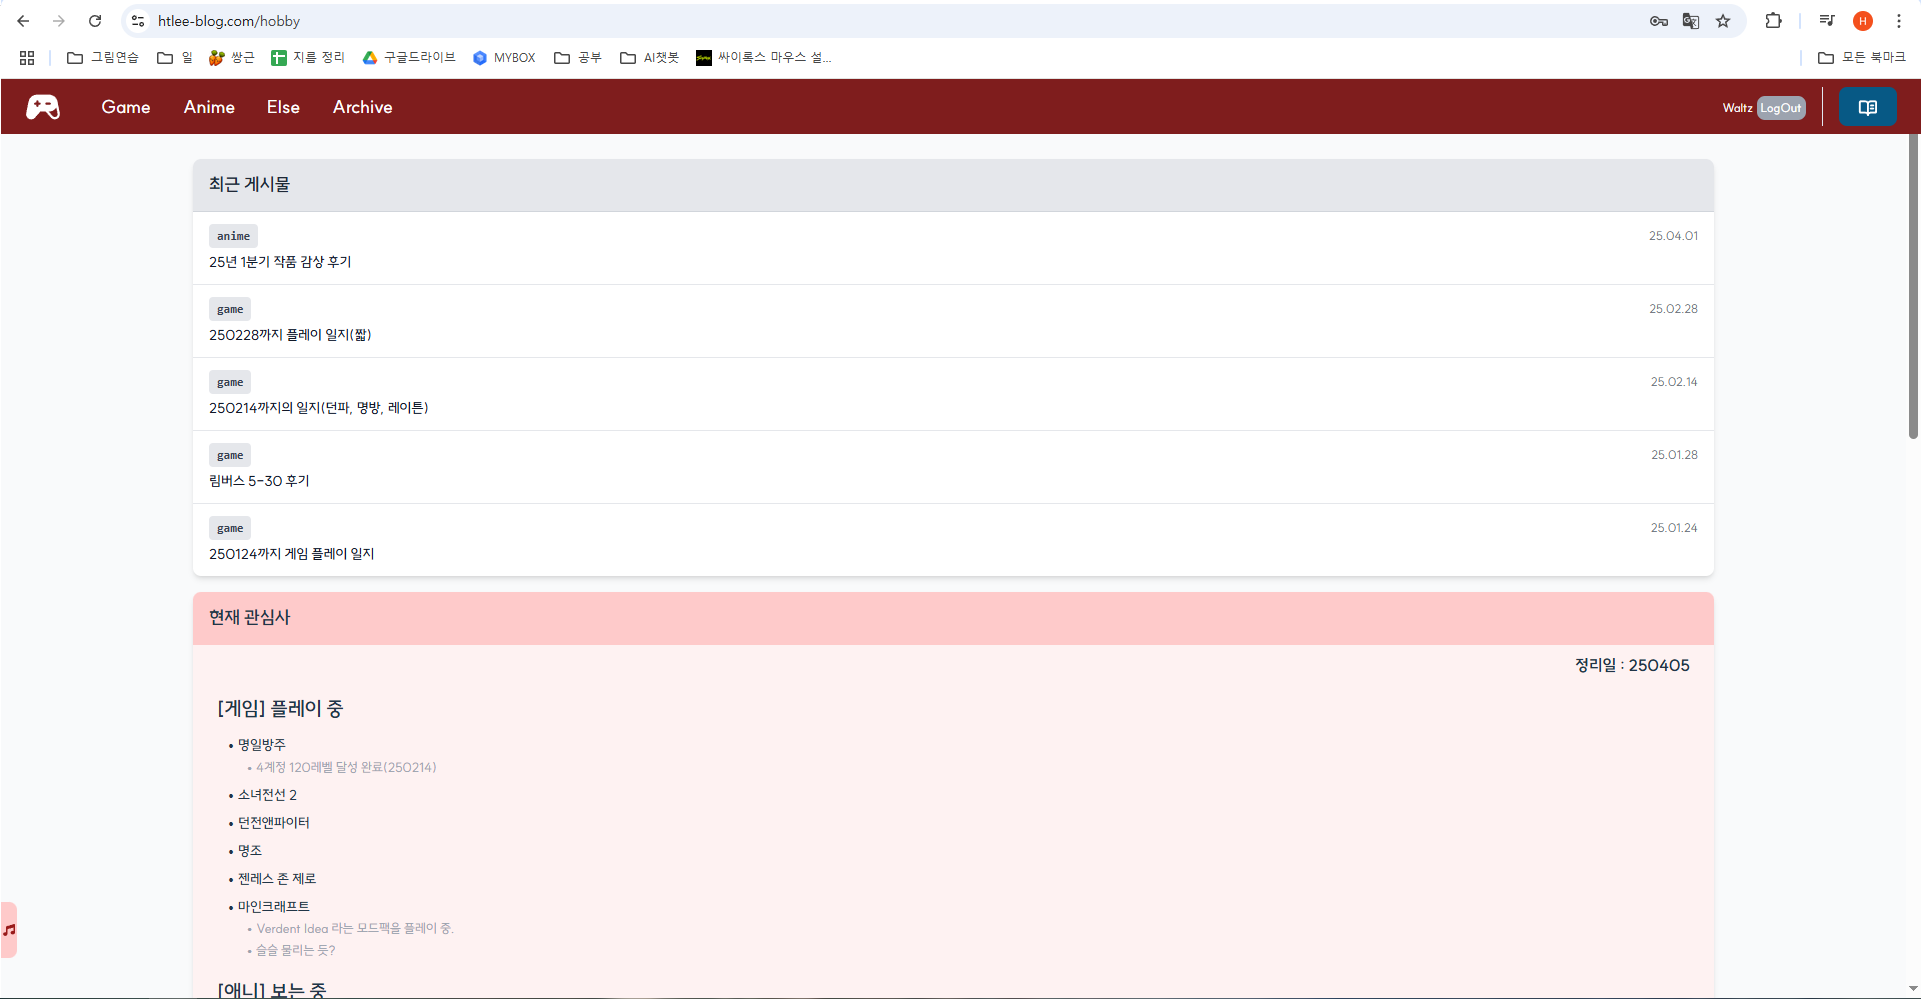 htlee-blog.com/hobby
H
그림연습 일 쌍근 지름 정리 구글드라이브 MYBOX 공부 AI챗봇 싸이록스 마우스 설... 모든 북마크
Game Anime Else Archive Waltz LogOut
최근 게시물
anime 25.04.01
25년 1분기 작품 감상 후기
game 25.02.28
250228까지 플레이 일지(짧)
game 25.02.14
250214까지의 일지(던파, 명방, 레이튼)
game 25.01.28
림버스 5-30 후기
game 25.01.24
250124까지 게임 플레이 일지
현재 관심사
정리일 : 250405
[게임] 플레이 중
• 명일방주
• 4계정 120레벨 달성 완료(250214)
• 소녀전선 2
• 던전앤파이터
• 명조
• 젠레스 존 제로
• 마인크래프트
• Verdent Idea 라는 모드팩을 플레이 중.
• 슬슬 물리는 듯?
[애니] 보는 중